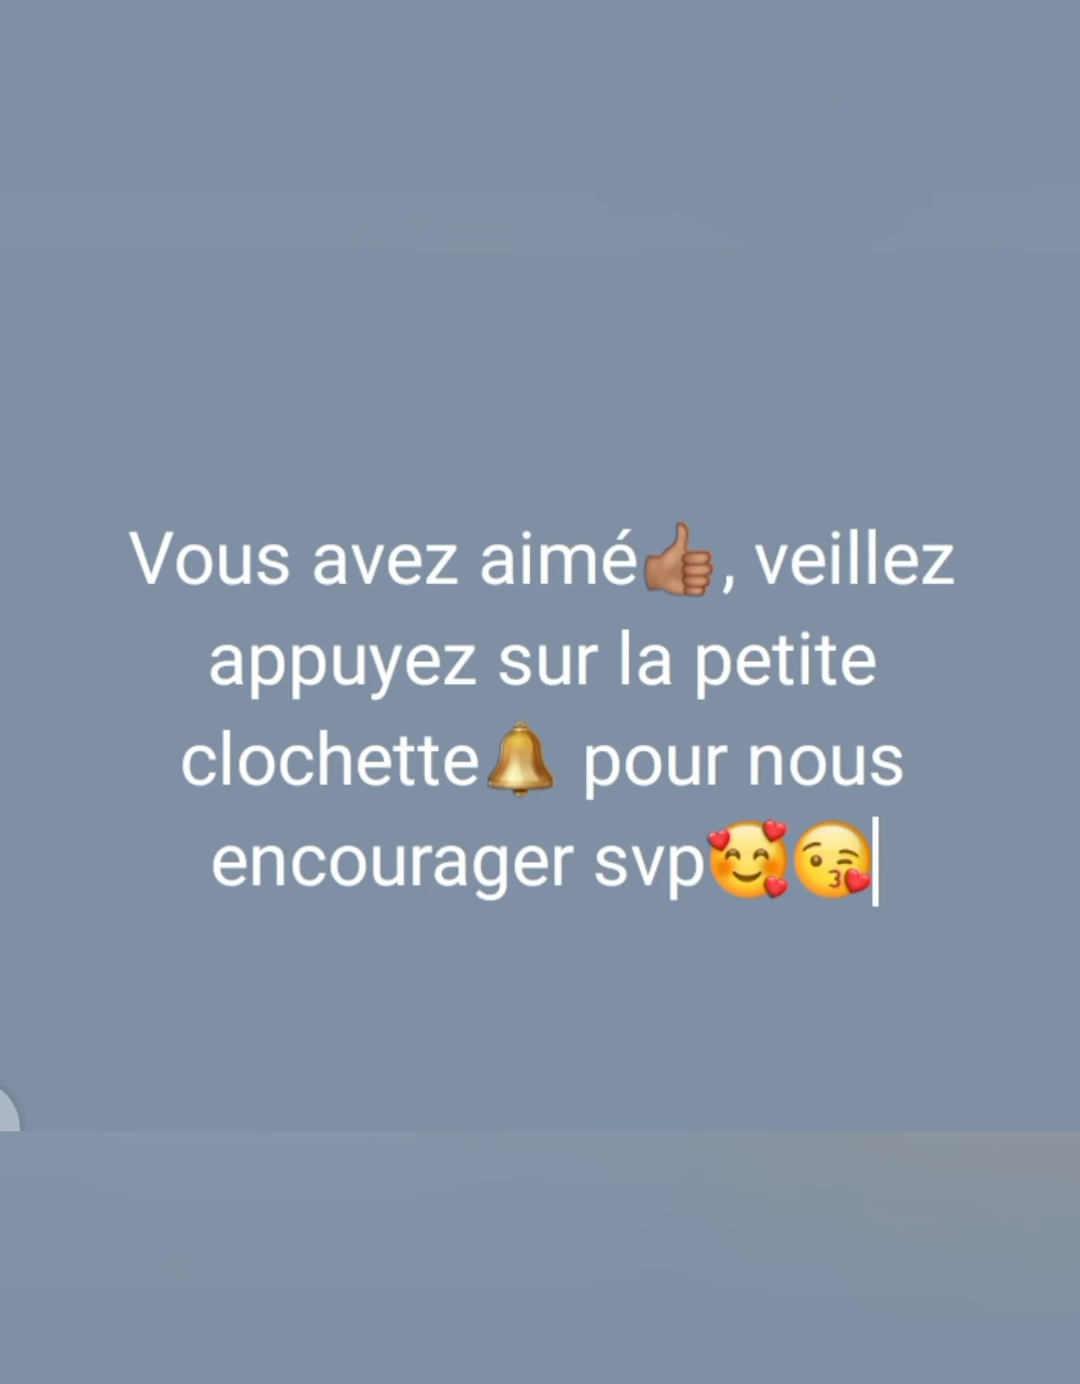 Vous avez aimé👍🏽, veillez
appuyez sur la petite
clochette🔔 pour nous
encourager svp🥰😘